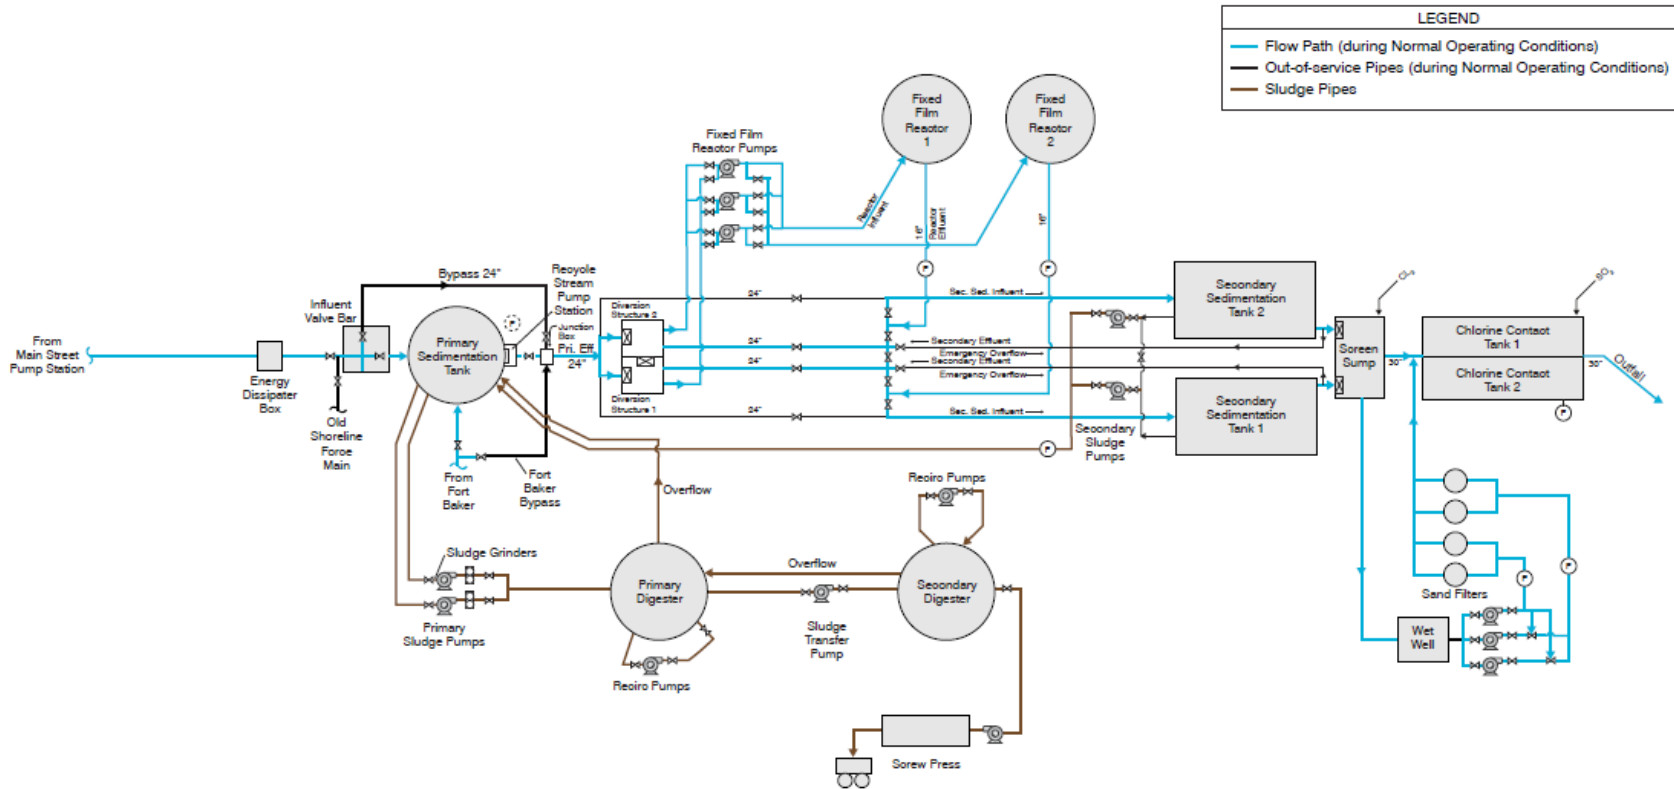 LEGEND
Flow Path (during Normal Operating Conditions)
Out-of-service Pipes (during Normal Operating Conditions)
Sludge Pipes
Fixed
Film
Reactor
1
Fixed
Film
Reactor
2
Fixed Film
Reactor Pumps
Reactor
Influent
16"
Reactor
Effluent
16"
P
P
Bypass 24"
Recycle
Stream
Pump
Station
P
Influent
Valve Bar
From
Main Street
Pump Station
Energy
Dissipater
Box
Old
Shoreline
Force
Main
Primary
Sedimentation
Tank
Junction
Box
Pri. Eff.
24"
From
Fort
Baker
Fort
Baker
Bypass
Diversion
Structure 2
Diversion
Structure 1
24"
24"
24"
24"
Sec. Sed. Influent
Secondary Effluent
Emergency Overflow
Secondary Effluent
Emergency Overflow
Sec. Sed. Influent
Secondary
Sedimentation
Tank 2
Secondary
Sedimentation
Tank 1
Secondary
Sludge
Pumps
P
Screen
Sump
30"
Chlorine Contact
Tank 1
Chlorine Contact
Tank 2
30"
SO₂
Outfall
P
Sand Filters
P
P
Wet
Well
Overflow
Sludge Grinders
Primary
Sludge Pumps
Primary
Digester
Recirc Pumps
Overflow
Sludge
Transfer
Pump
Recirc Pumps
Secondary
Digester
Screw Press